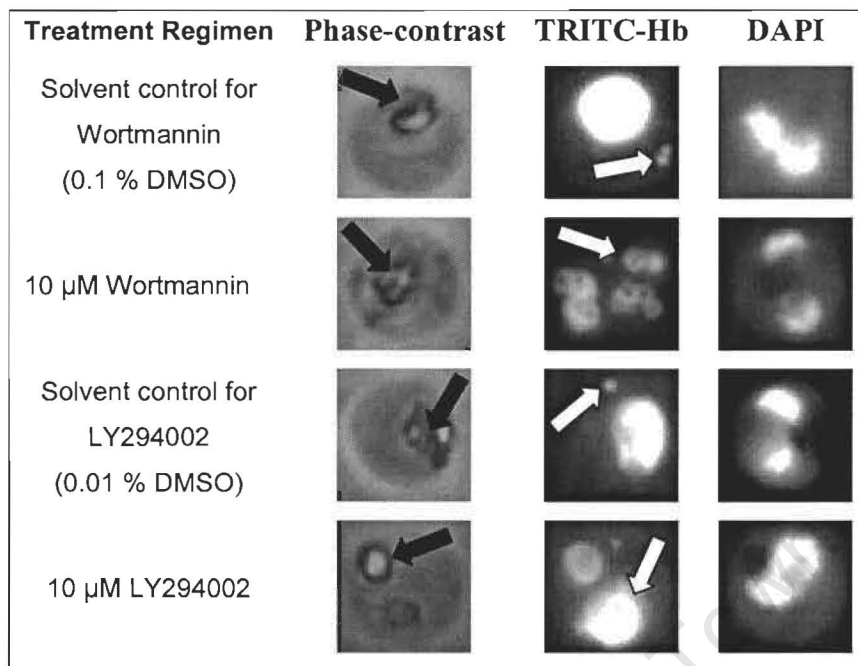 Treatment Regimen Phase-contrast TRITC-Hb DAPI
Solvent control for
Wortmannin
(0.1 % DMSO)
10 µM Wortmannin
Solvent control for
LY294002
(0.01 % DMSO)
10 µM LY294002